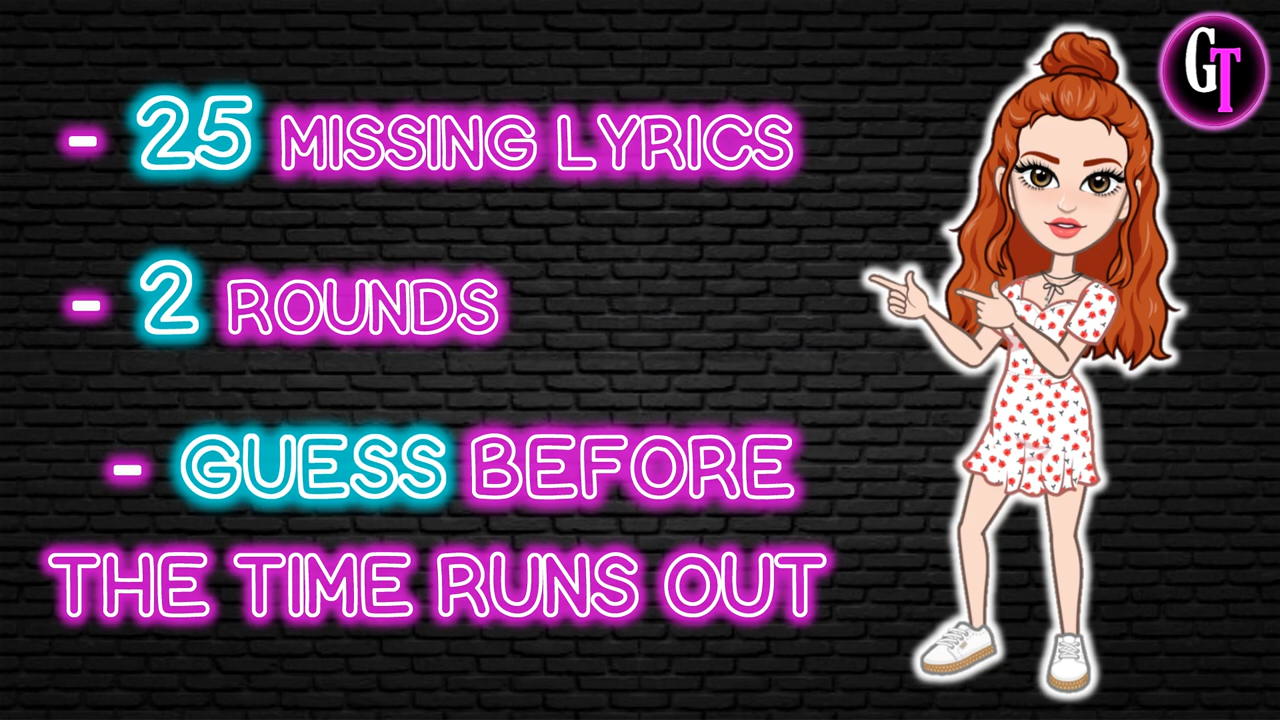 - 25 MISSING LYRICS
- 2 ROUNDS
- GUESS BEFORE
THE TIME RUNS OUT
GT